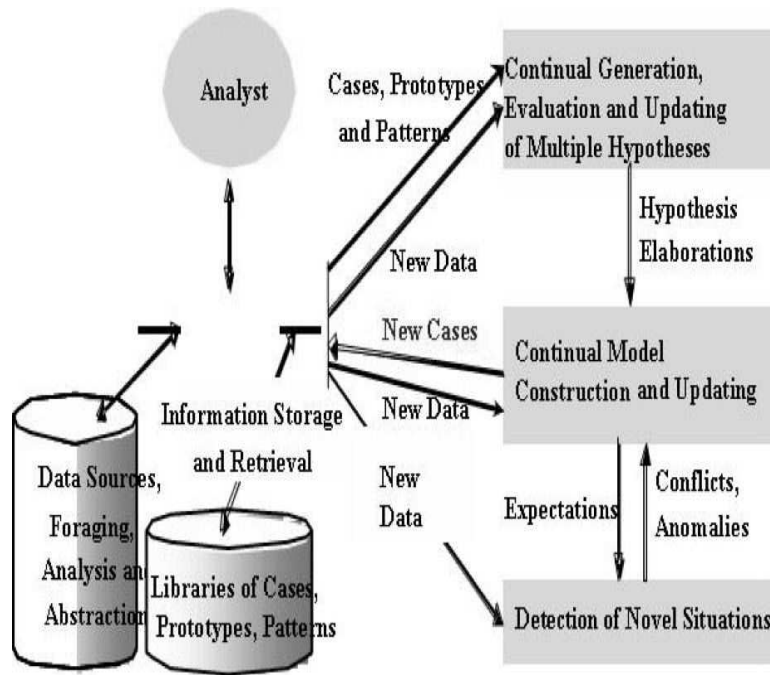 Analyst
Cases, Prototypes
and Patterns
Continual Generation,
Evaluation and Updating
of Multiple Hypotheses
Hypothesis
Elaborations
New Data
New Cases
Continual Model
Construction and Updating
New Data
Information Storage
and Retrieval
New
Data
Data Sources,
Foraging,
Analysis and
Abstraction
Libraries of Cases,
Prototypes, Patterns
Expectations
Conflicts,
Anomalies
Detection of Novel Situations